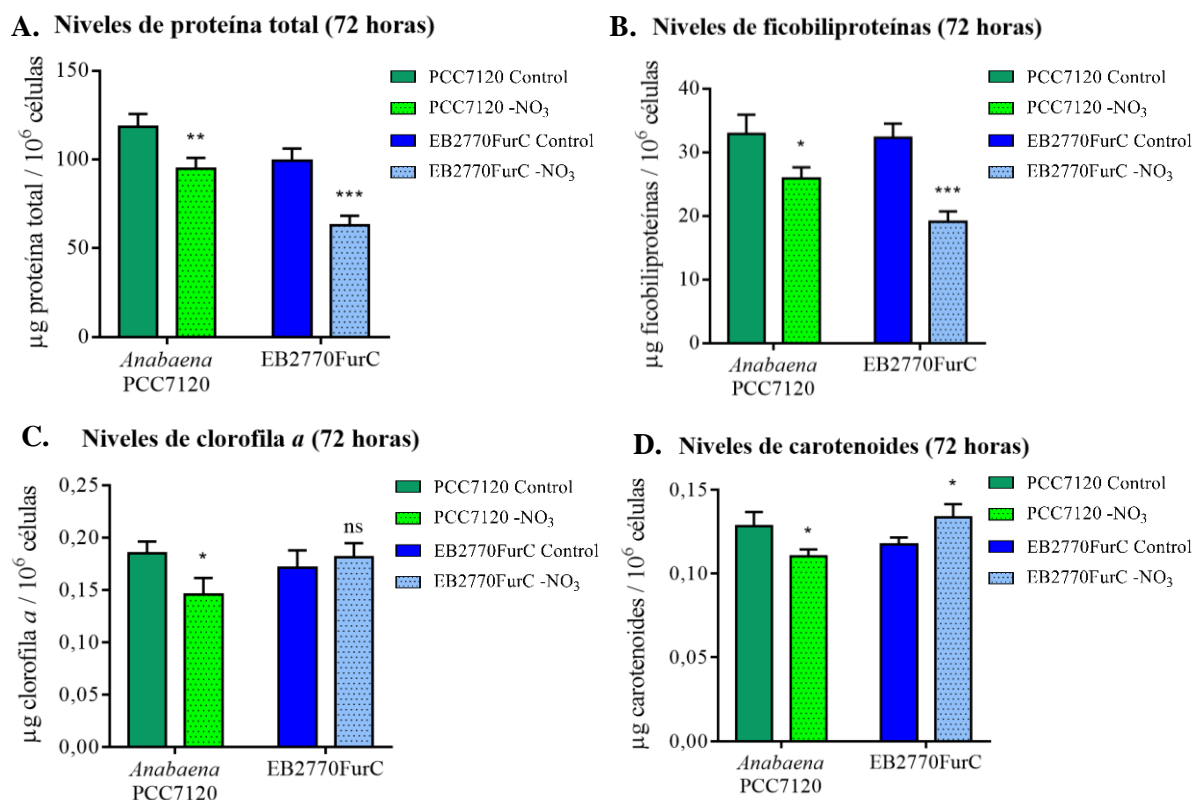 A. Niveles de proteína total (72 horas)
µg proteína total / 10⁶ células
150
100
50
0
**
***
Anabaena
PCC7120
EB2770FurC
PCC7120 Control
PCC7120 -NO₃
EB2770FurC Control
EB2770FurC -NO₃
B. Niveles de ficobiliproteínas (72 horas)
µg ficobiliproteínas / 10⁶ células
40
30
20
10
0
*
***
Anabaena
PCC7120
EB2770FurC
PCC7120 Control
PCC7120 -NO₃
EB2770FurC Control
EB2770FurC -NO₃
C. Niveles de clorofila a (72 horas)
µg clorofila a / 10⁶ células
0,25
0,20
0,15
0,10
0,05
0,00
*
ns
Anabaena
PCC7120
EB2770FurC
PCC7120 Control
PCC7120 -NO₃
EB2770FurC Control
EB2770FurC -NO₃
D. Niveles de carotenoides (72 horas)
µg carotenoides / 10⁶ células
0,15
0,10
0,05
0,00
*
*
Anabaena
PCC7120
EB2770FurC
PCC7120 Control
PCC7120 -NO₃
EB2770FurC Control
EB2770FurC -NO₃